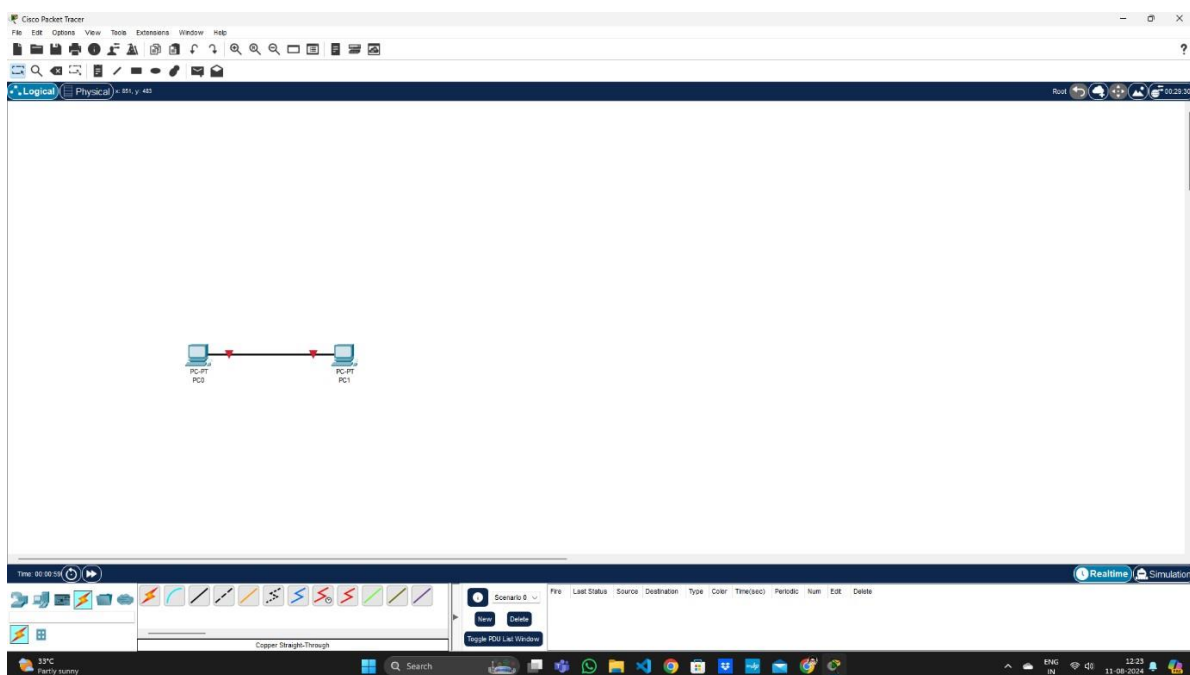 Cisco Packet Tracer
File Edit Options View Tools Extensions Window Help
?
Logical Physical x: 851, y: 483 Root 00:29:30
PC-PT PC-PT
PC0 PC1
Time: 00:00:59 Realtime Simulation
Scenario 0 Fire Last Status Source Destination Type Color Time(sec) Periodic Num Edit Delete
New Delete
Toggle PDU List Window
Copper Straight-Through
33°C
Partly sunny
Search
ENG
IN
12:23
11-08-2024